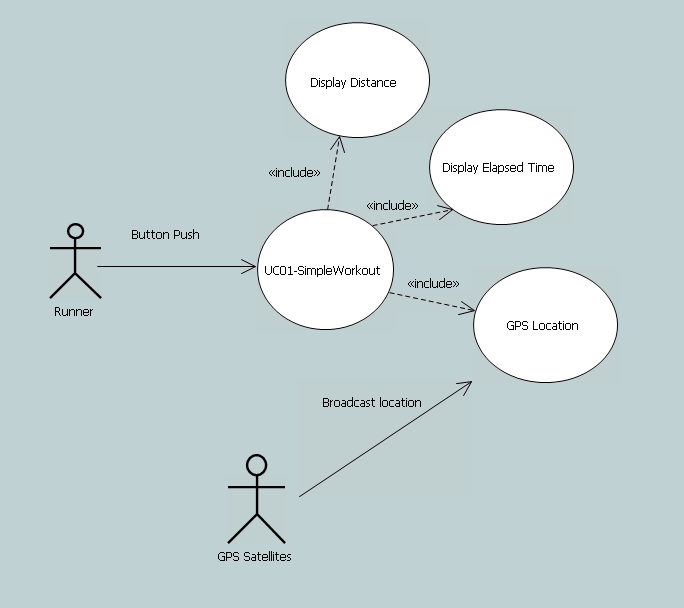 Display Distance
Display Elapsed Time
«include»
«include»
Button Push
UC01-SimpleWorkout
«include»
Runner
GPS Location
Broadcast location
GPS Satellites